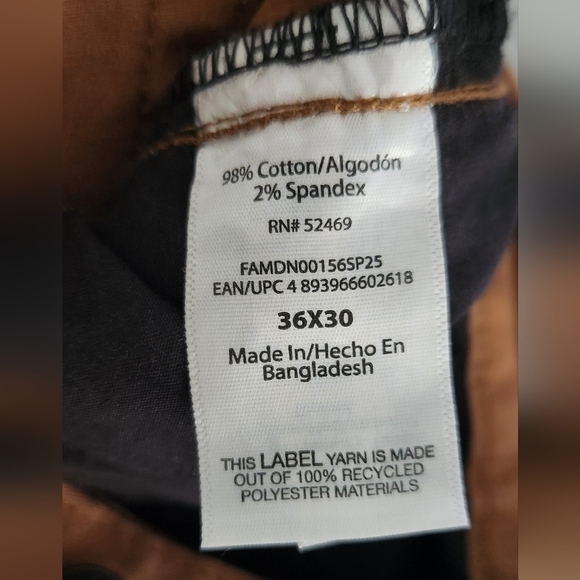 98% Cotton/Algodón
2% Spandex
RN# 52469
FAMDN00156SP25
EAN/UPC 4 893966602618
36X30
Made In/Hecho En
Bangladesh
THIS LABEL YARN IS MADE
OUT OF 100% RECYCLED
POLYESTER MATERIALS